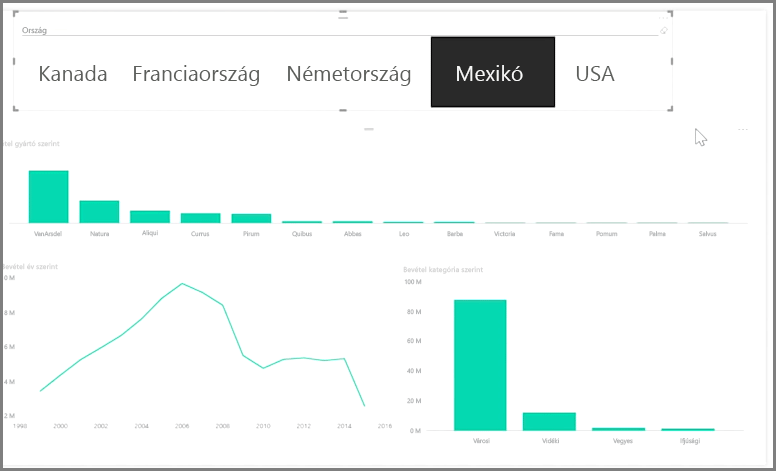 Ország
Kanada Franciaország Németország Mexikó USA
étel gyártó szerint
VanArsdel Natura Aliqui Currus Pirum Quibus Abbas Leo Barba Victoria Fama Pomum Palma Salvus
Bevétel év szerint
0 M
8 M
6 M
4 M
2 M
1998 2000 2002 2004 2006 2008 2010 2012 2014 2016
Bevétel kategória szerint
100 M
80 M
60 M
40 M
20 M
0 M
Városi Vidéki Vegyes Ifjúsági